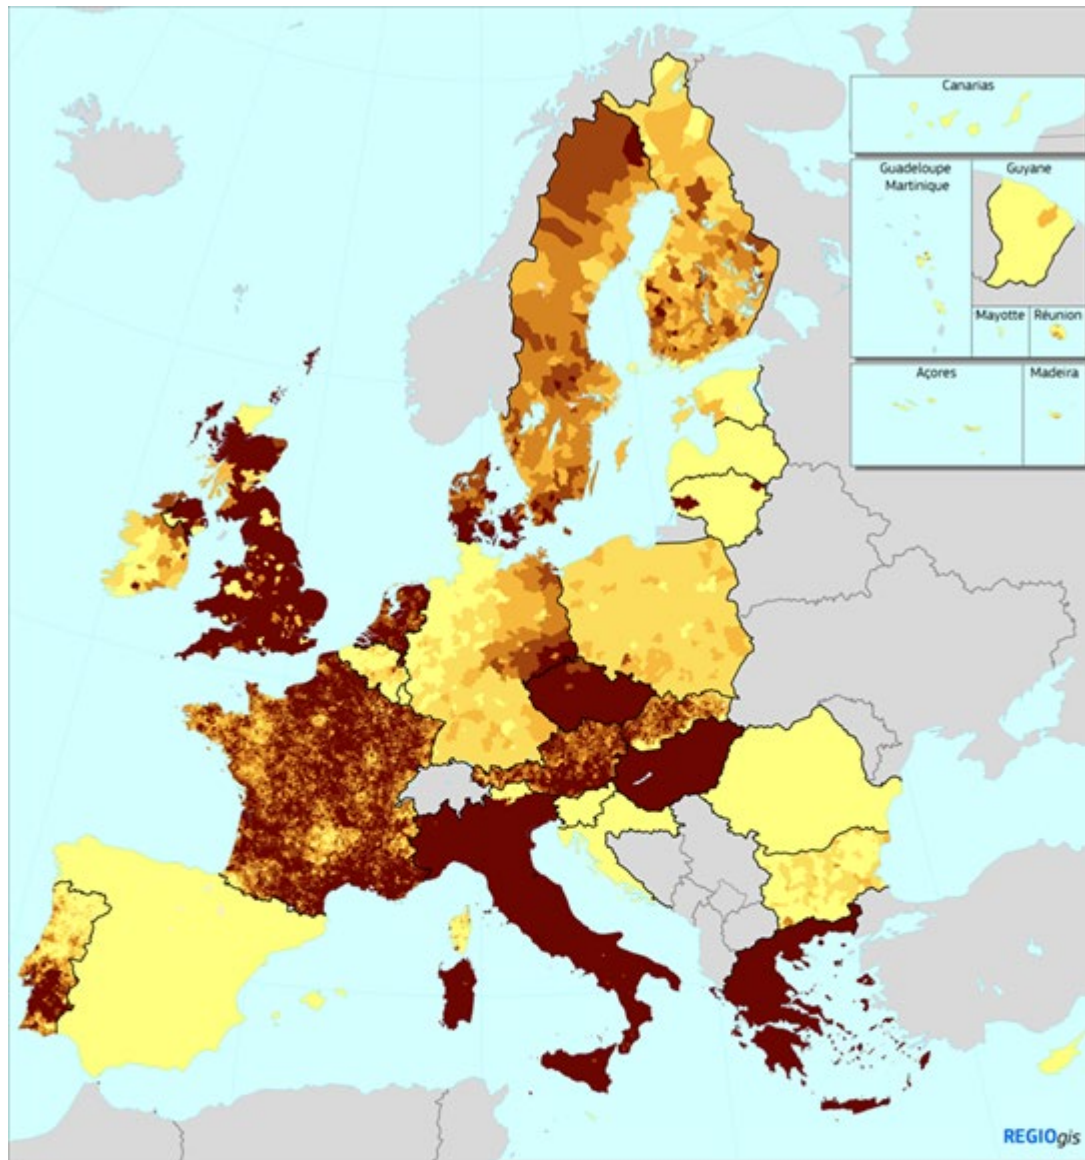 Canarias
Guadeloupe
Martinique
Guyane
Mayotte
Réunion
Açores
Madeira
REGIOgis